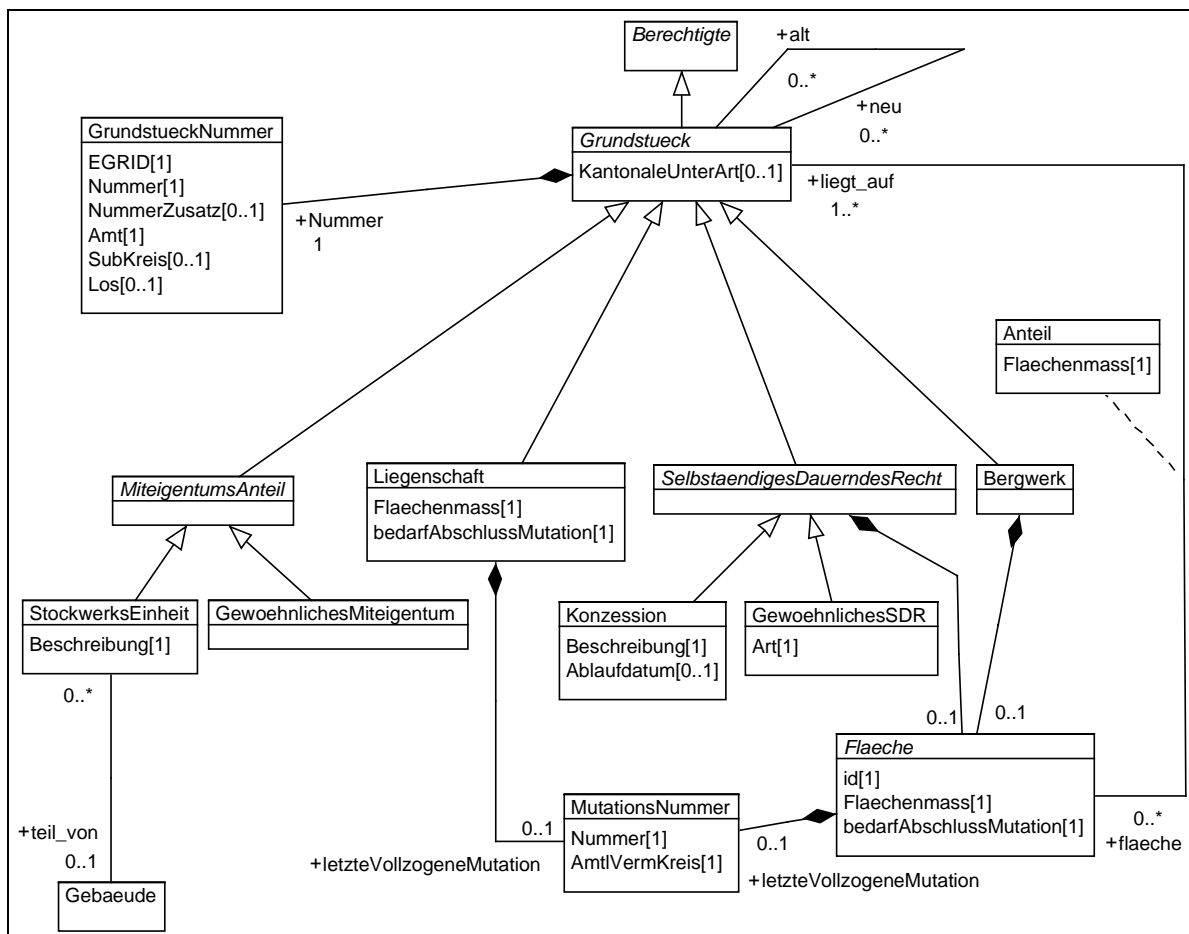 Berechtigte
+alt
0..*
+neu
0..*
GrundstueckNummer
EGRID[1]
Nummer[1]
NummerZusatz[0..1]
Amt[1]
SubKreis[0..1]
Los[0..1]
Grundstueck
KantonaleUnterArt[0..1]
+Nummer
1
+liegt_auf
1..*
Anteil
Flaechenmass[1]
MiteigentumsAnteil
Liegenschaft
Flaechenmass[1]
bedarfAbschlussMutation[1]
SelbstaendigesDauerndesRecht
Bergwerk
StockwerksEinheit
Beschreibung[1]
GewoehnlichesMiteigentum
Konzession
Beschreibung[1]
Ablaufdatum[0..1]
GewoehnlichesSDR
Art[1]
0..*
0..1
0..1
Flaeche
id[1]
Flaechenmass[1]
bedarfAbschlussMutation[1]
MutationsNummer
Nummer[1]
AmtlVermKreis[1]
+teil_von
0..1
0..1
+letzteVollzogeneMutation
0..1
+letzteVollzogeneMutation
0..*
+flaeche
Gebaeude